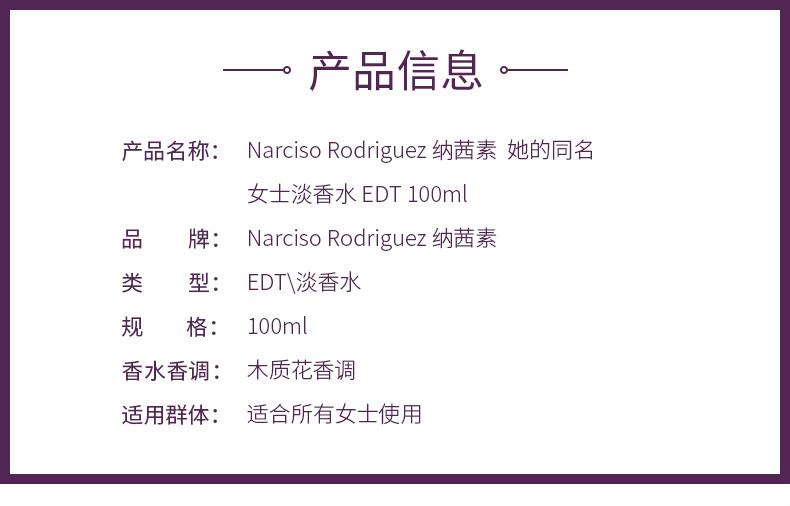 产品信息
产品名称： Narciso Rodriguez 纳茜素 她的同名
女士淡香水 EDT 100ml
品 牌： Narciso Rodriguez 纳茜素
类 型： EDT\淡香水
规 格： 100ml
香水香调： 木质花香调
适用群体： 适合所有女士使用